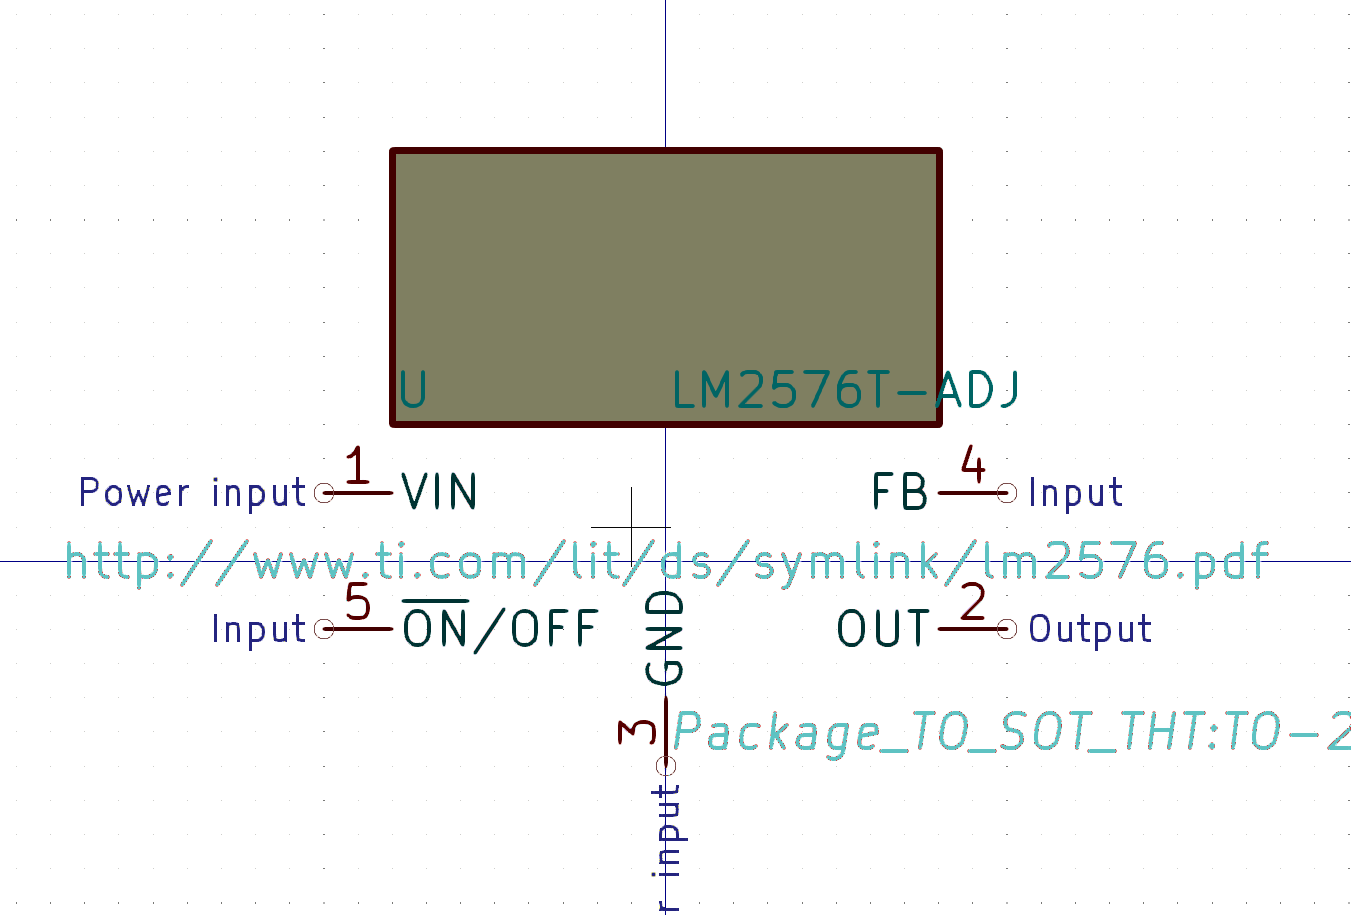 U LM2576T-ADJ
1 4
Power input VIN FB Input
http://www.ti.com/lit/ds/symlink/lm2576.pdf
5 2
Input ON/OFF GND OUT Output
3 Package_TO_SOT_THT:TO-2
r input